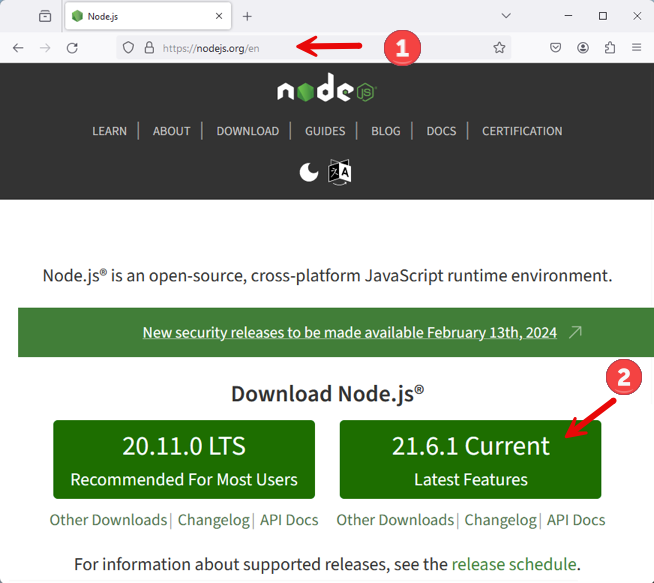 Node.js
https://nodejs.org/en
1
node JS
LEARN | ABOUT | DOWNLOAD | GUIDES | BLOG | DOCS | CERTIFICATION
文 A
Node.js® is an open-source, cross-platform JavaScript runtime environment.
New security releases to be made available February 13th, 2024
2
Download Node.js®
20.11.0 LTS
Recommended For Most Users
21.6.1 Current
Latest Features
Other Downloads| Changelog| API Docs
Other Downloads| Changelog| API Docs
For information about supported releases, see the release schedule.